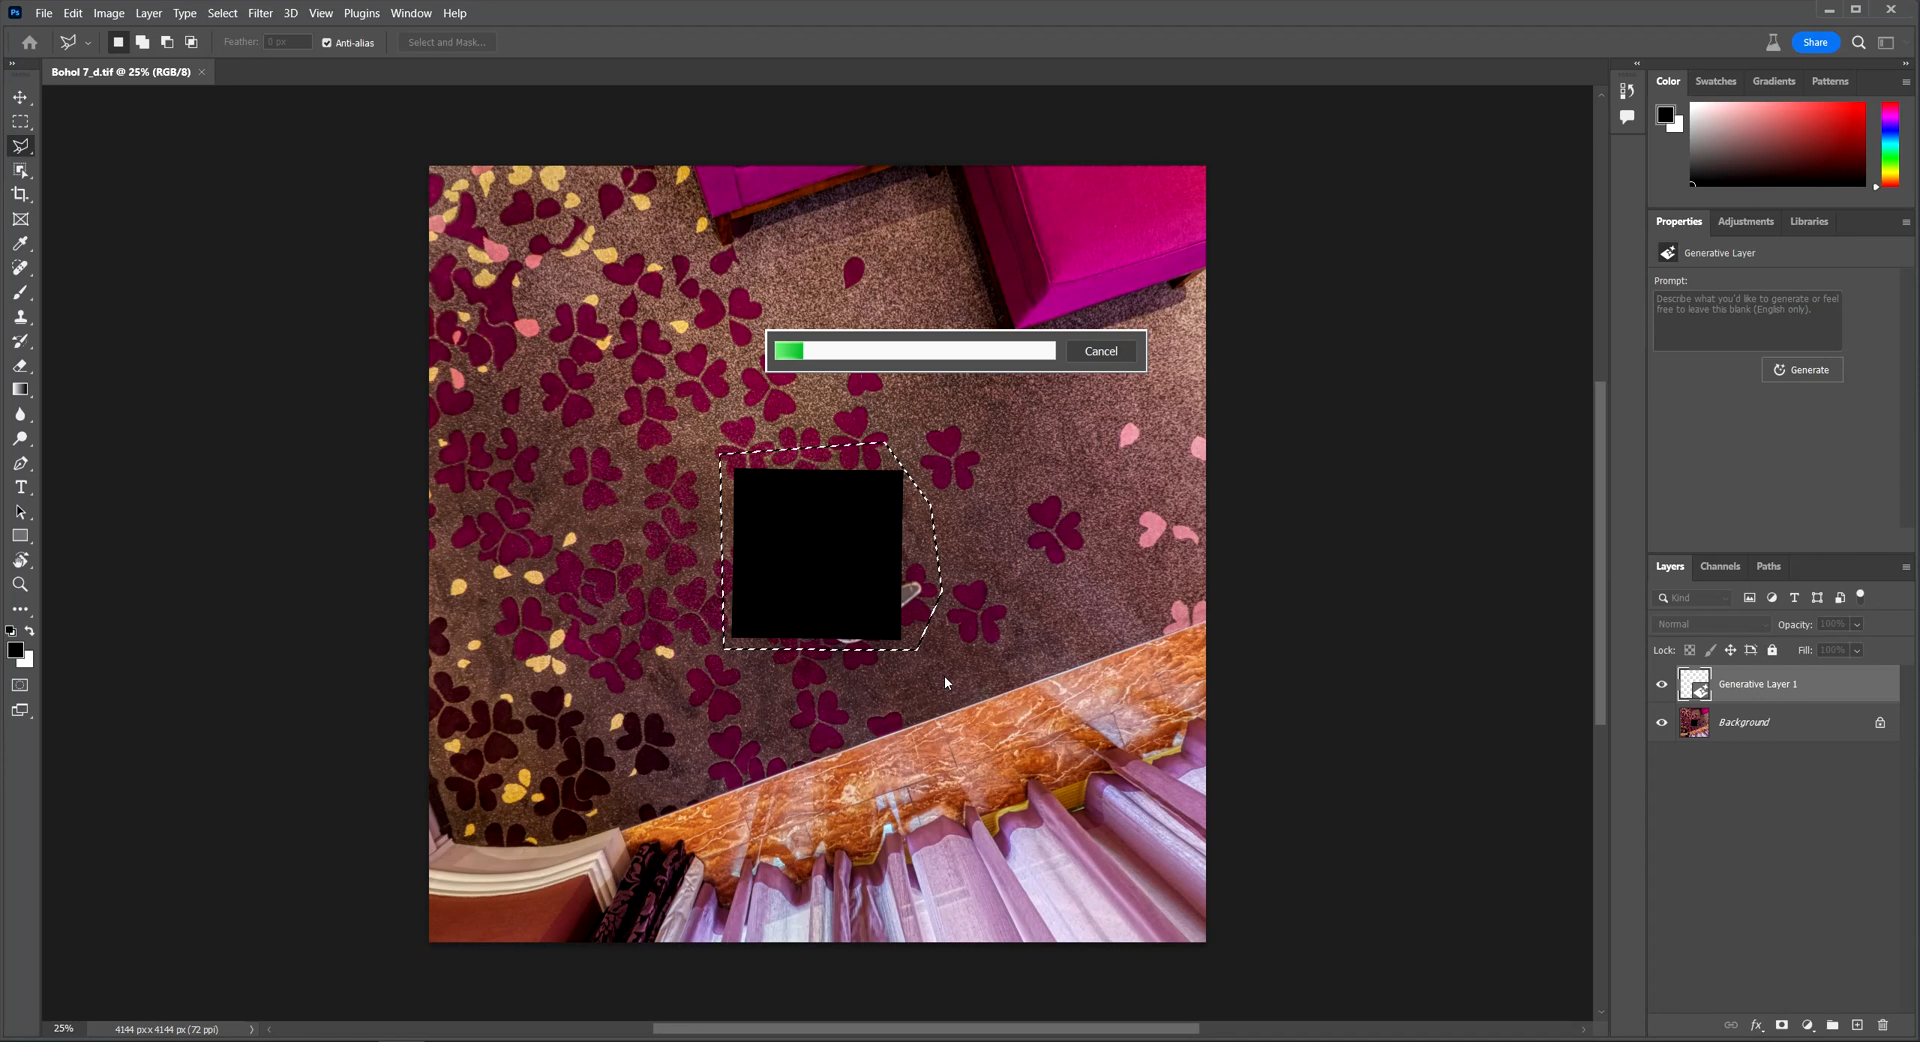 Ps File Edit Image Layer Type Select Filter 3D View Plugins Window Help
Feather: 0 px Anti-alias Select and Mask... Share
Bohol 7_d.tif @ 25% (RGB/8)
Color Swatches Gradients Patterns
Properties Adjustments Libraries
Generative Layer
Prompt:
Describe what you'd like to generate or feel
free to leave this blank (English only).
Generate
Cancel
Layers Channels Paths
Kind
Normal Opacity: 100%
Lock: Fill: 100%
Generative Layer 1
Background
fx
25% 4144 px x 4144 px (72 ppi)